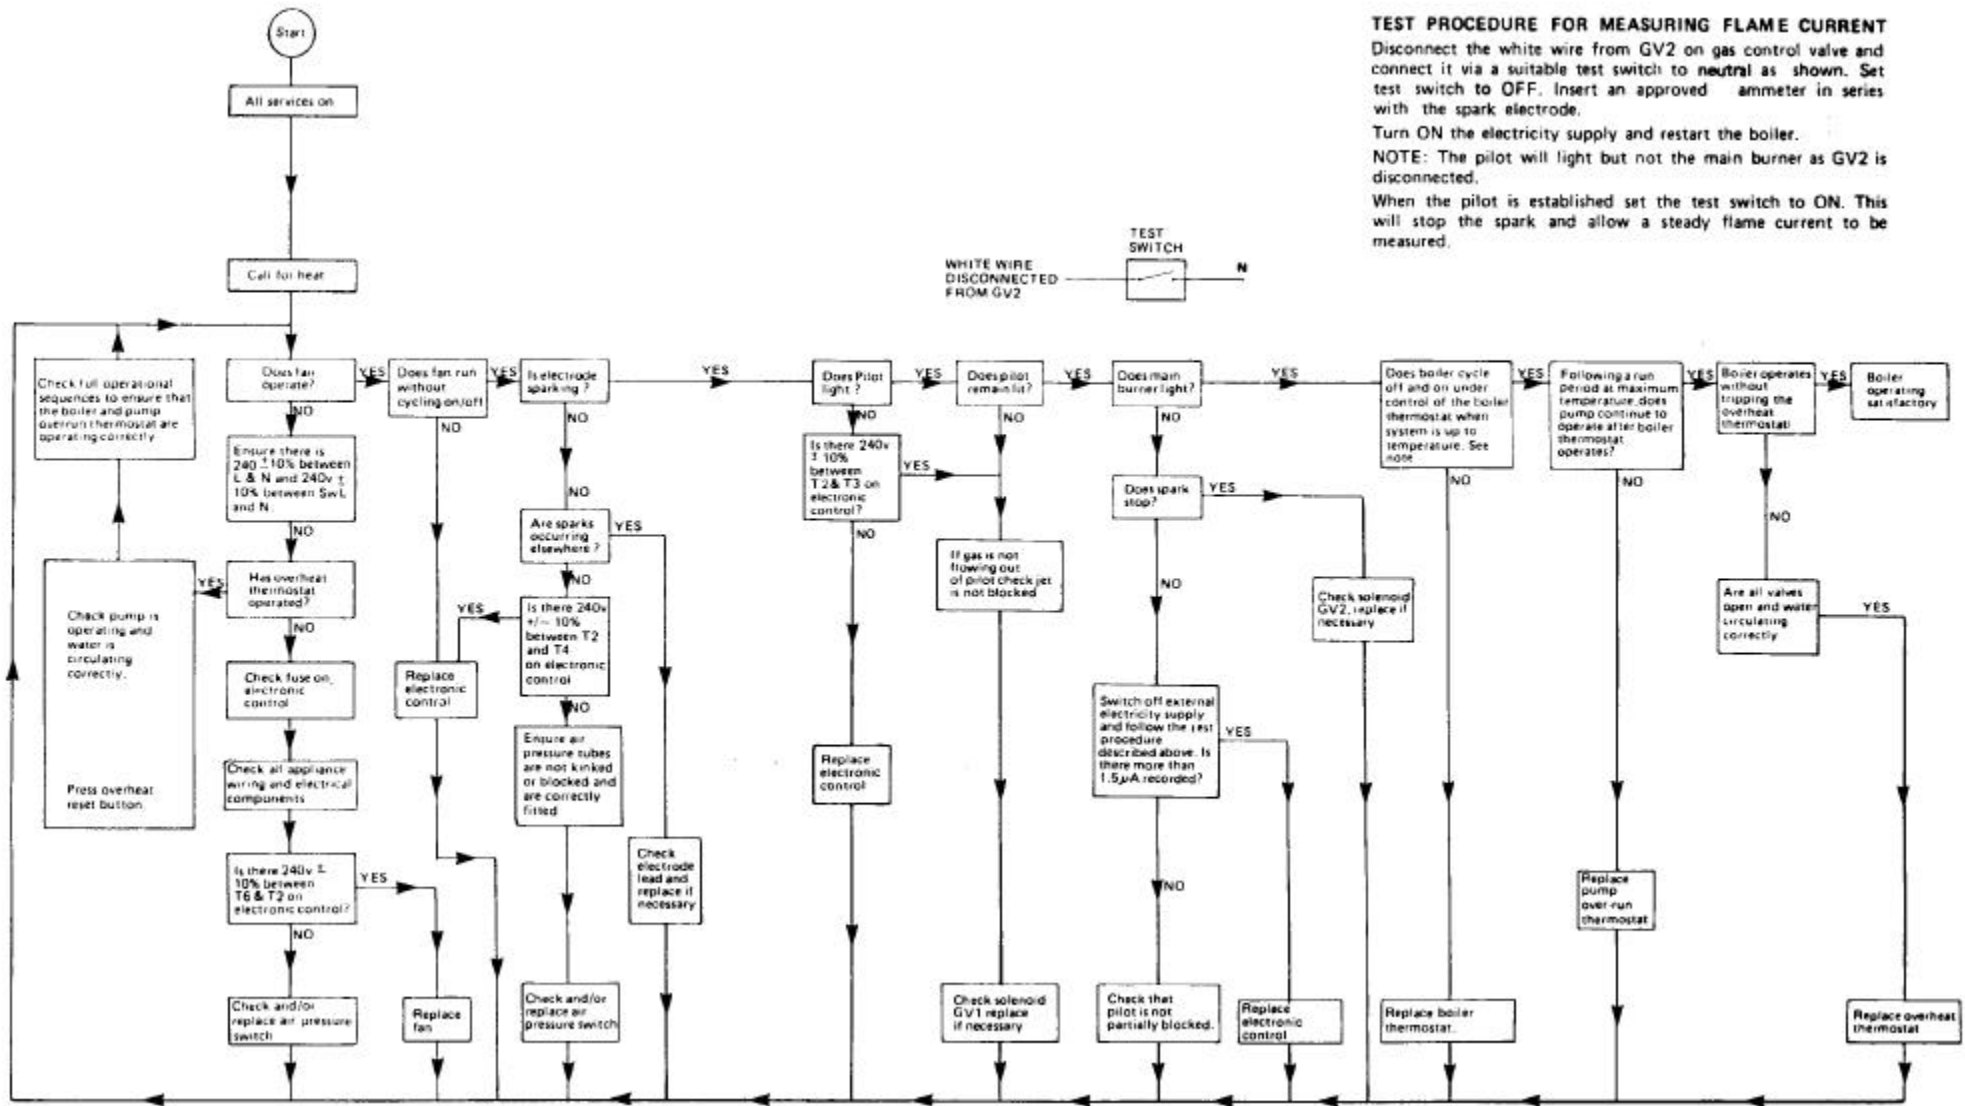 TEST PROCEDURE FOR MEASURING FLAME CURRENT
Disconnect the white wire from GV2 on gas control valve and
connect it via a suitable test switch to neutral as shown. Set
test switch to OFF. Insert an approved ammeter in series
with the spark electrode.
Turn ON the electricity supply and restart the boiler.
NOTE: The pilot will light but not the main burner as GV2 is
disconnected.
When the pilot is established set the test switch to ON. This
will stop the spark and allow a steady flame current to be
measured.
TEST
SWITCH
WHITE WIRE
DISCONNECTED
FROM GV2
N
Start
All services on
Call for heat
Check full operational
sequences to ensure that
the boiler and pump
overrun thermostat are
operating correctly
Does fan
operate?
YES
NO
Does fan run
without
cycling on/off
YES
NO
Is electrode
sparking ?
YES
NO
Does Pilot
light ?
YES
NO
Does pilot
remain lit?
YES
NO
Does main
burner light?
YES
NO
Does boiler cycle
off and on under
control of the boiler
thermostat when
system is up to
temperature. See
note
YES
NO
Following a run
period at maximum
temperature, does
pump continue to
operate after boiler
thermostat
operates?
YES
NO
Boiler operates
without
tripping the
overheat
thermostat
YES
NO
Boiler
operating
satisfactory
Ensure there is
240 ± 10% between
L & N and 240v ±
10% between SwL
and N.
NO
Has overheat
thermostat
operated?
YES
NO
Check pump is
operating and
water is
circulating
correctly.
Press overheat
reset button
Check fuse on
electronic
control
Check all appliance
wiring and electrical
components
Is there 240v ±
10% between
T6 & T2 on
electronic control?
YES
NO
Check and/or
replace air pressure
switch
Replace
fan
Replace
electronic
control
NO
Are sparks
occurring
elsewhere ?
YES
NO
Is there 240v
+/− 10%
between T2
and T4
on electronic
control
YES
NO
Ensure air
pressure tubes
are not kinked
or blocked and
are correctly
fitted
Check and/or
replace air
pressure switch
Check
electrode
lead and
replace if
necessary
Is there 240v
± 10%
between
T2 & T3 on
electronic
control?
YES
NO
Replace
electronic
control
If gas is not
flowing out
of pilot check jet
is not blocked
Check solenoid
GV1 replace
if necessary
Does spark
stop?
YES
NO
Check solenoid
GV2, replace if
necessary
Switch off external
electricity supply
and follow the test
procedure
described above. Is
there more than
1.5µA recorded?
YES
NO
Check that
pilot is not
partially blocked.
Replace
electronic
control
Replace boiler
thermostat.
Replace
pump
over-run
thermostat
Are all valves
open and water
circulating
correctly
YES
Replace overheat
thermostat